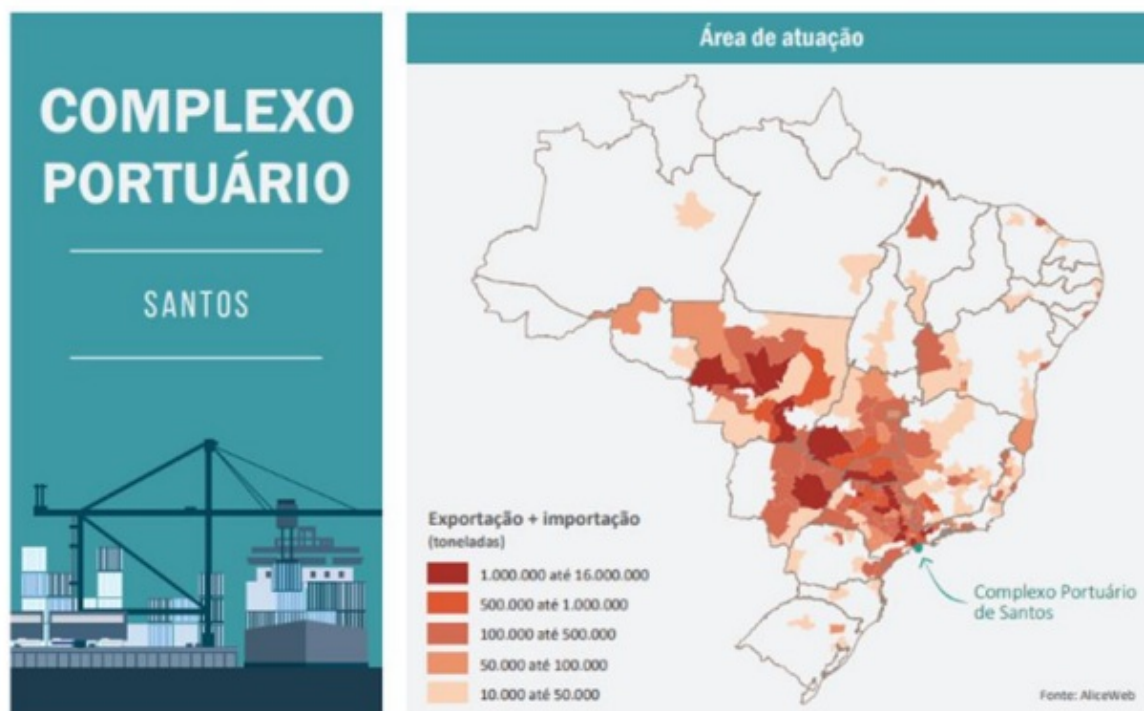 COMPLEXO
PORTUÁRIO
SANTOS
Área de atuação
Exportação + importação
(toneladas)
1.000.000 até 16.000.000
500.000 até 1.000.000
100.000 até 500.000
50.000 até 100.000
10.000 até 50.000
Complexo Portuário
de Santos
Fonte: AliceWeb